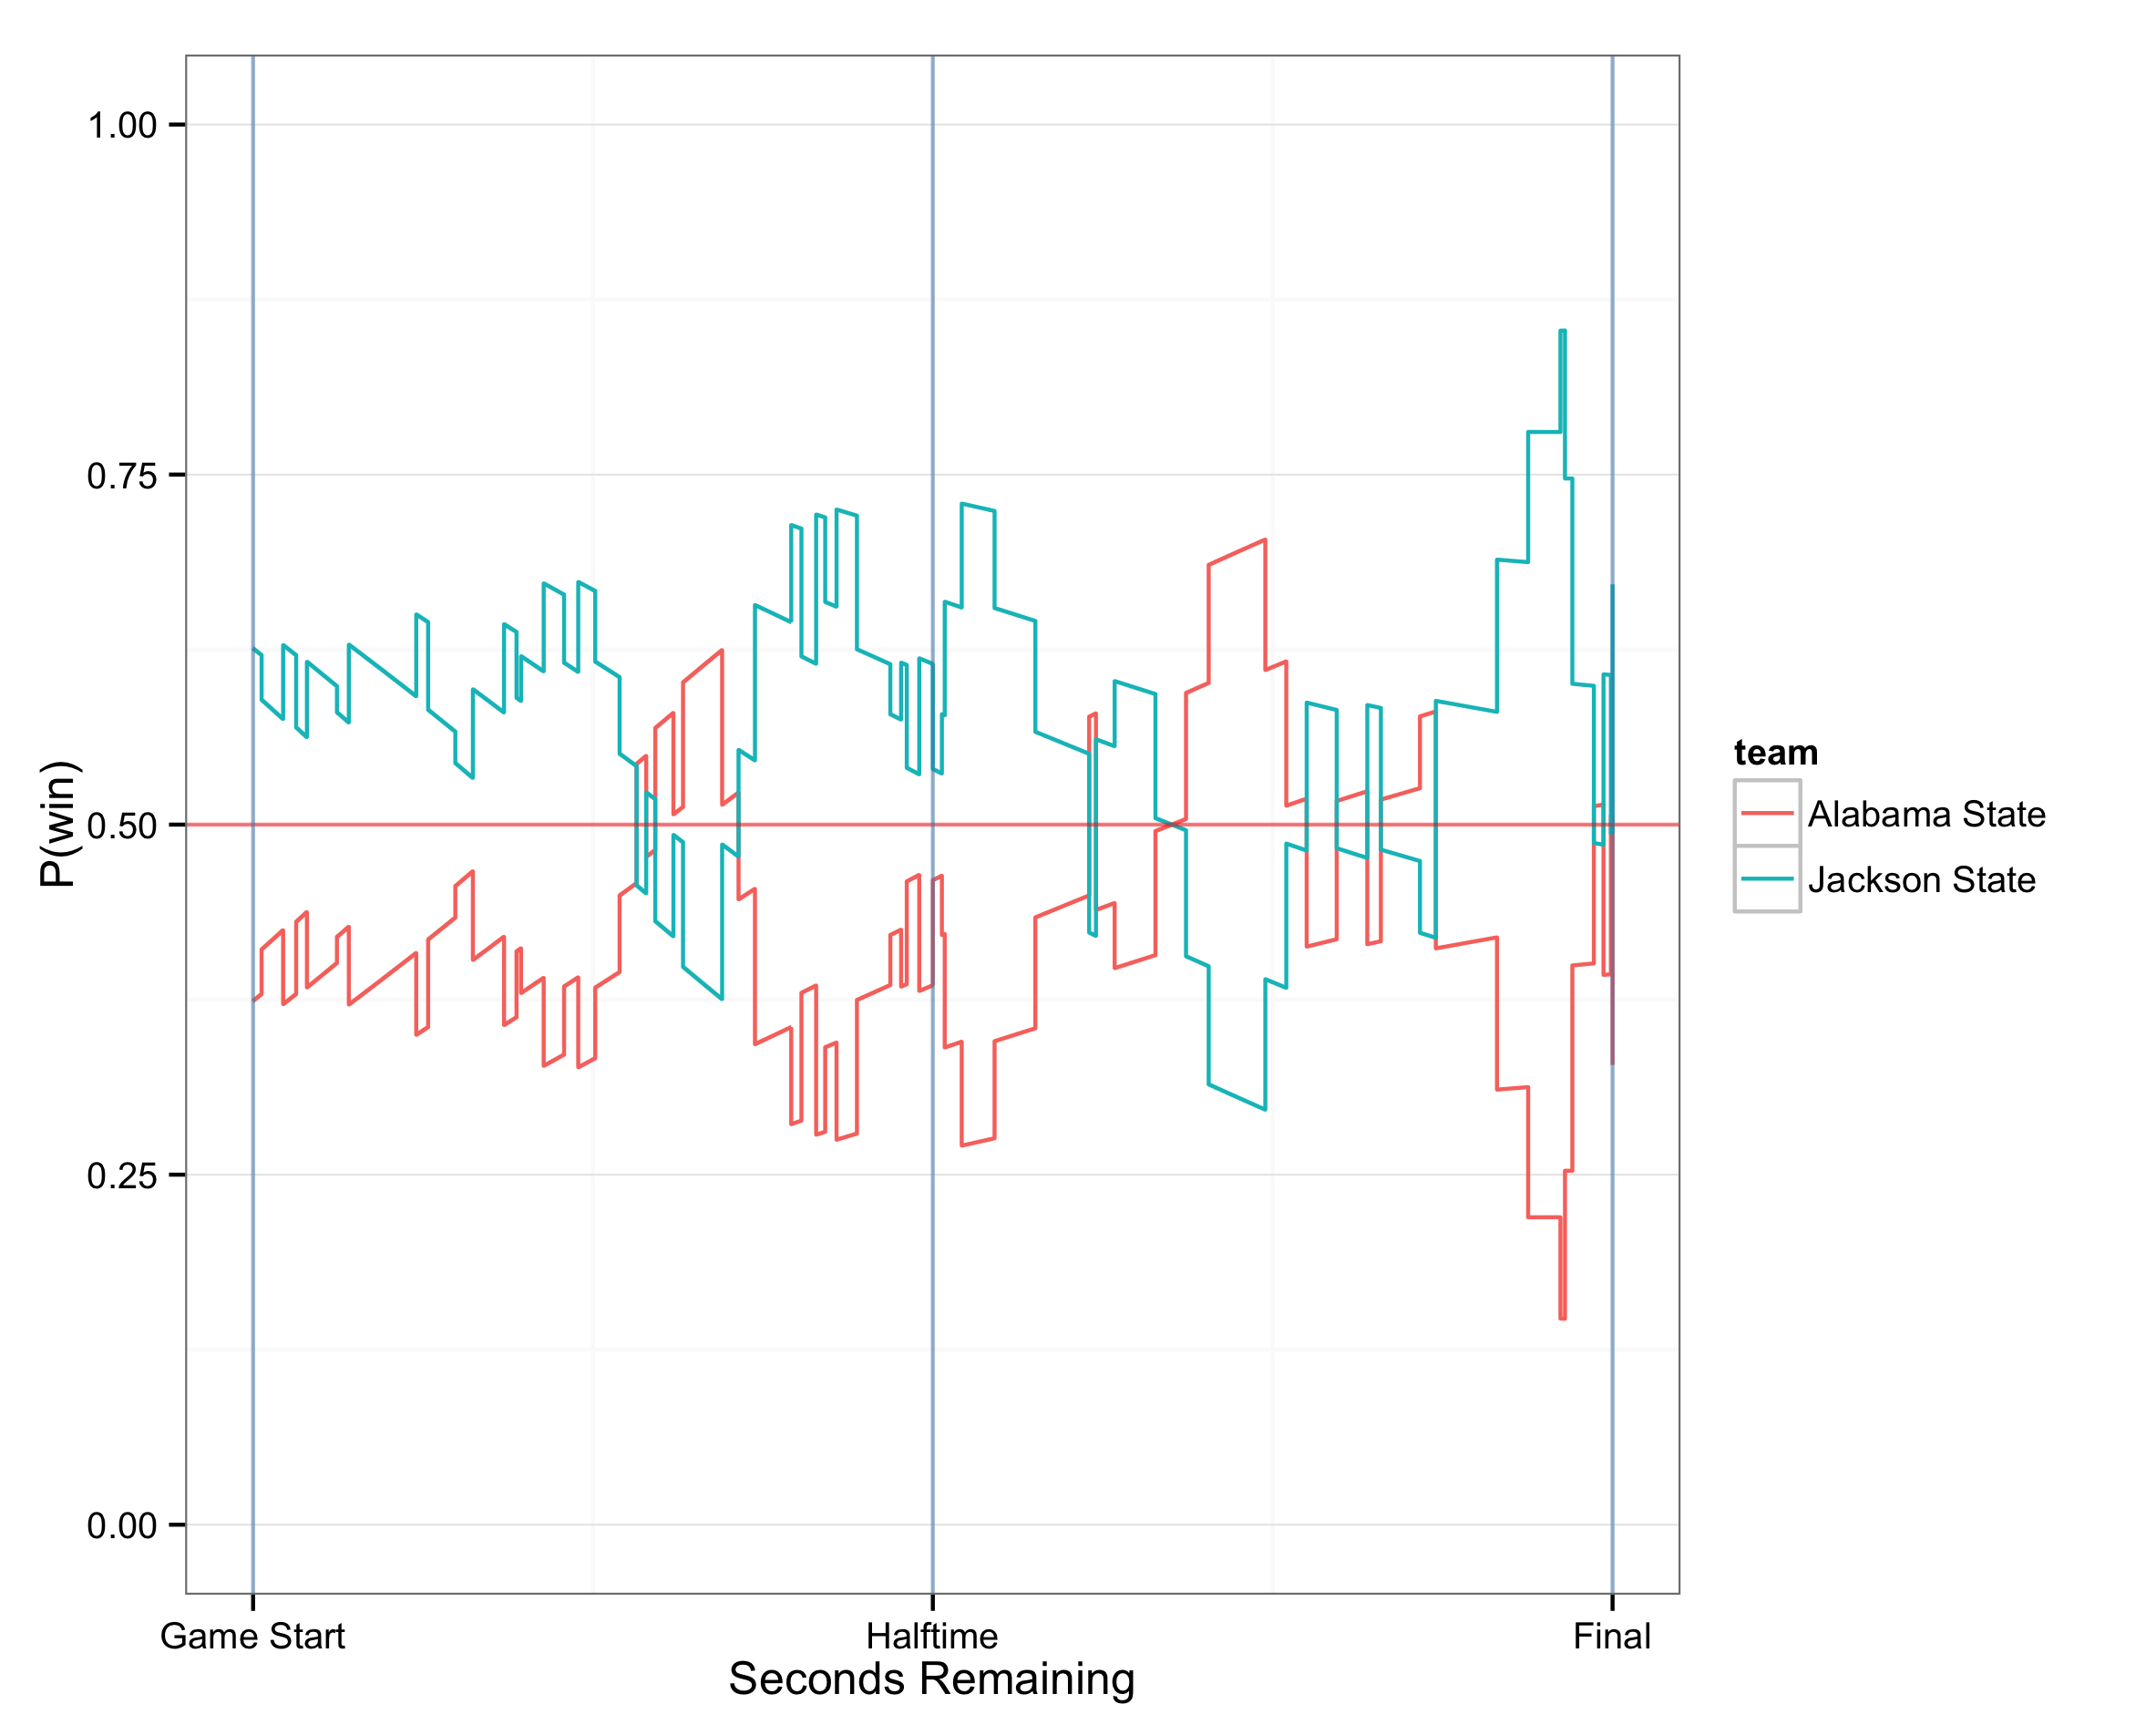 1.00
0.75
0.50
0.25
0.00
P(win)
Game Start Halftime Final
Seconds Remaining
team
Alabama State
Jackson State